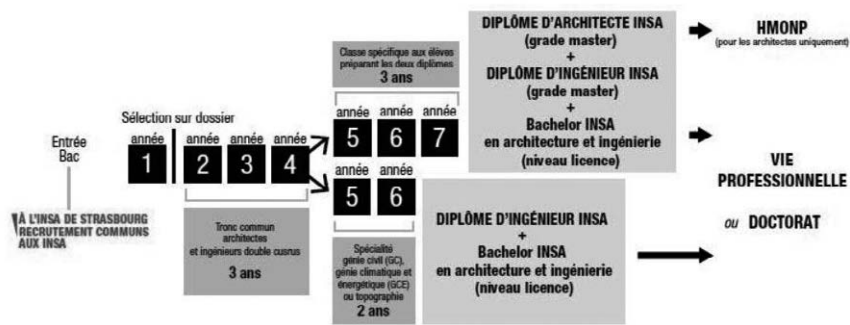 Entrée
Bac
À L'INSA DE STRASBOURG
RECRUTEMENT COMMUNS
AUX INSA
Sélection sur dossier
année
1
année
2
année
3
année
4
Tronc commun
architectes
et ingénieurs double cusrus
3 ans
Classe spécifique aux élèves
préparant les deux diplômes
3 ans
année
5
année
6
année
7
année
5
année
6
Spécialité
génie civil (GC),
génie climatique et
énergétique (GCE)
ou topographie
2 ans
DIPLÔME D'ARCHITECTE INSA
(grade master)
+
DIPLÔME D'INGÉNIEUR INSA
(grade master)
+
Bachelor INSA
en architecture et ingénierie
(niveau licence)
DIPLÔME D'INGÉNIEUR INSA
+
Bachelor INSA
en architecture et ingénierie
(niveau licence)
HMONP
(pour les architectes uniquement)
VIE
PROFESSIONNELLE
ou DOCTORAT